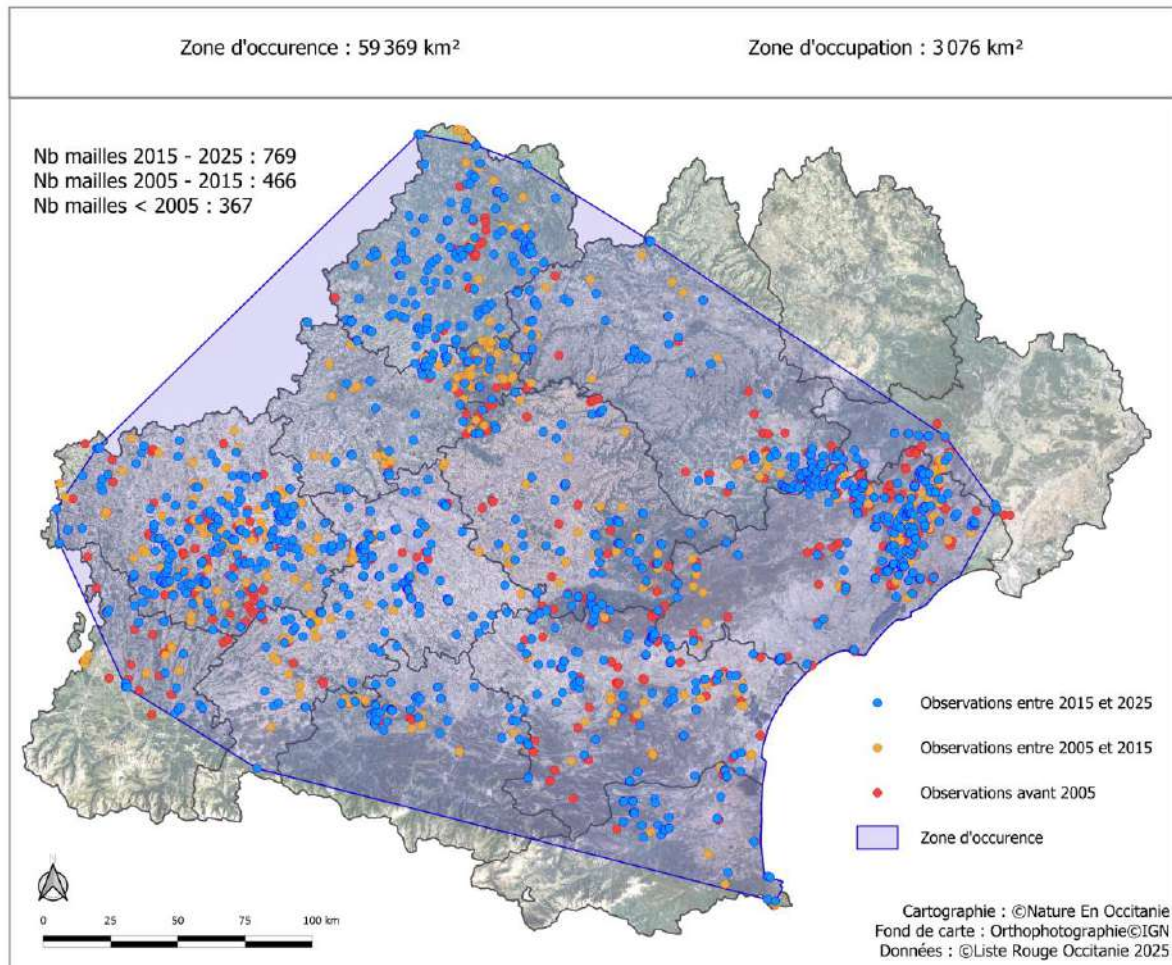 Zone d'occurence : 59 369 km²
Zone d'occupation : 3 076 km²
Nb mailles 2015 - 2025 : 769
Nb mailles 2005 - 2015 : 466
Nb mailles < 2005 : 367
Observations entre 2015 et 2025
Observations entre 2005 et 2015
Observations avant 2005
Zone d'occurence
N
0 25 50 75 100 km
Cartographie : ©Nature En Occitanie
Fond de carte : Orthophotographie©IGN
Données : ©Liste Rouge Occitanie 2025